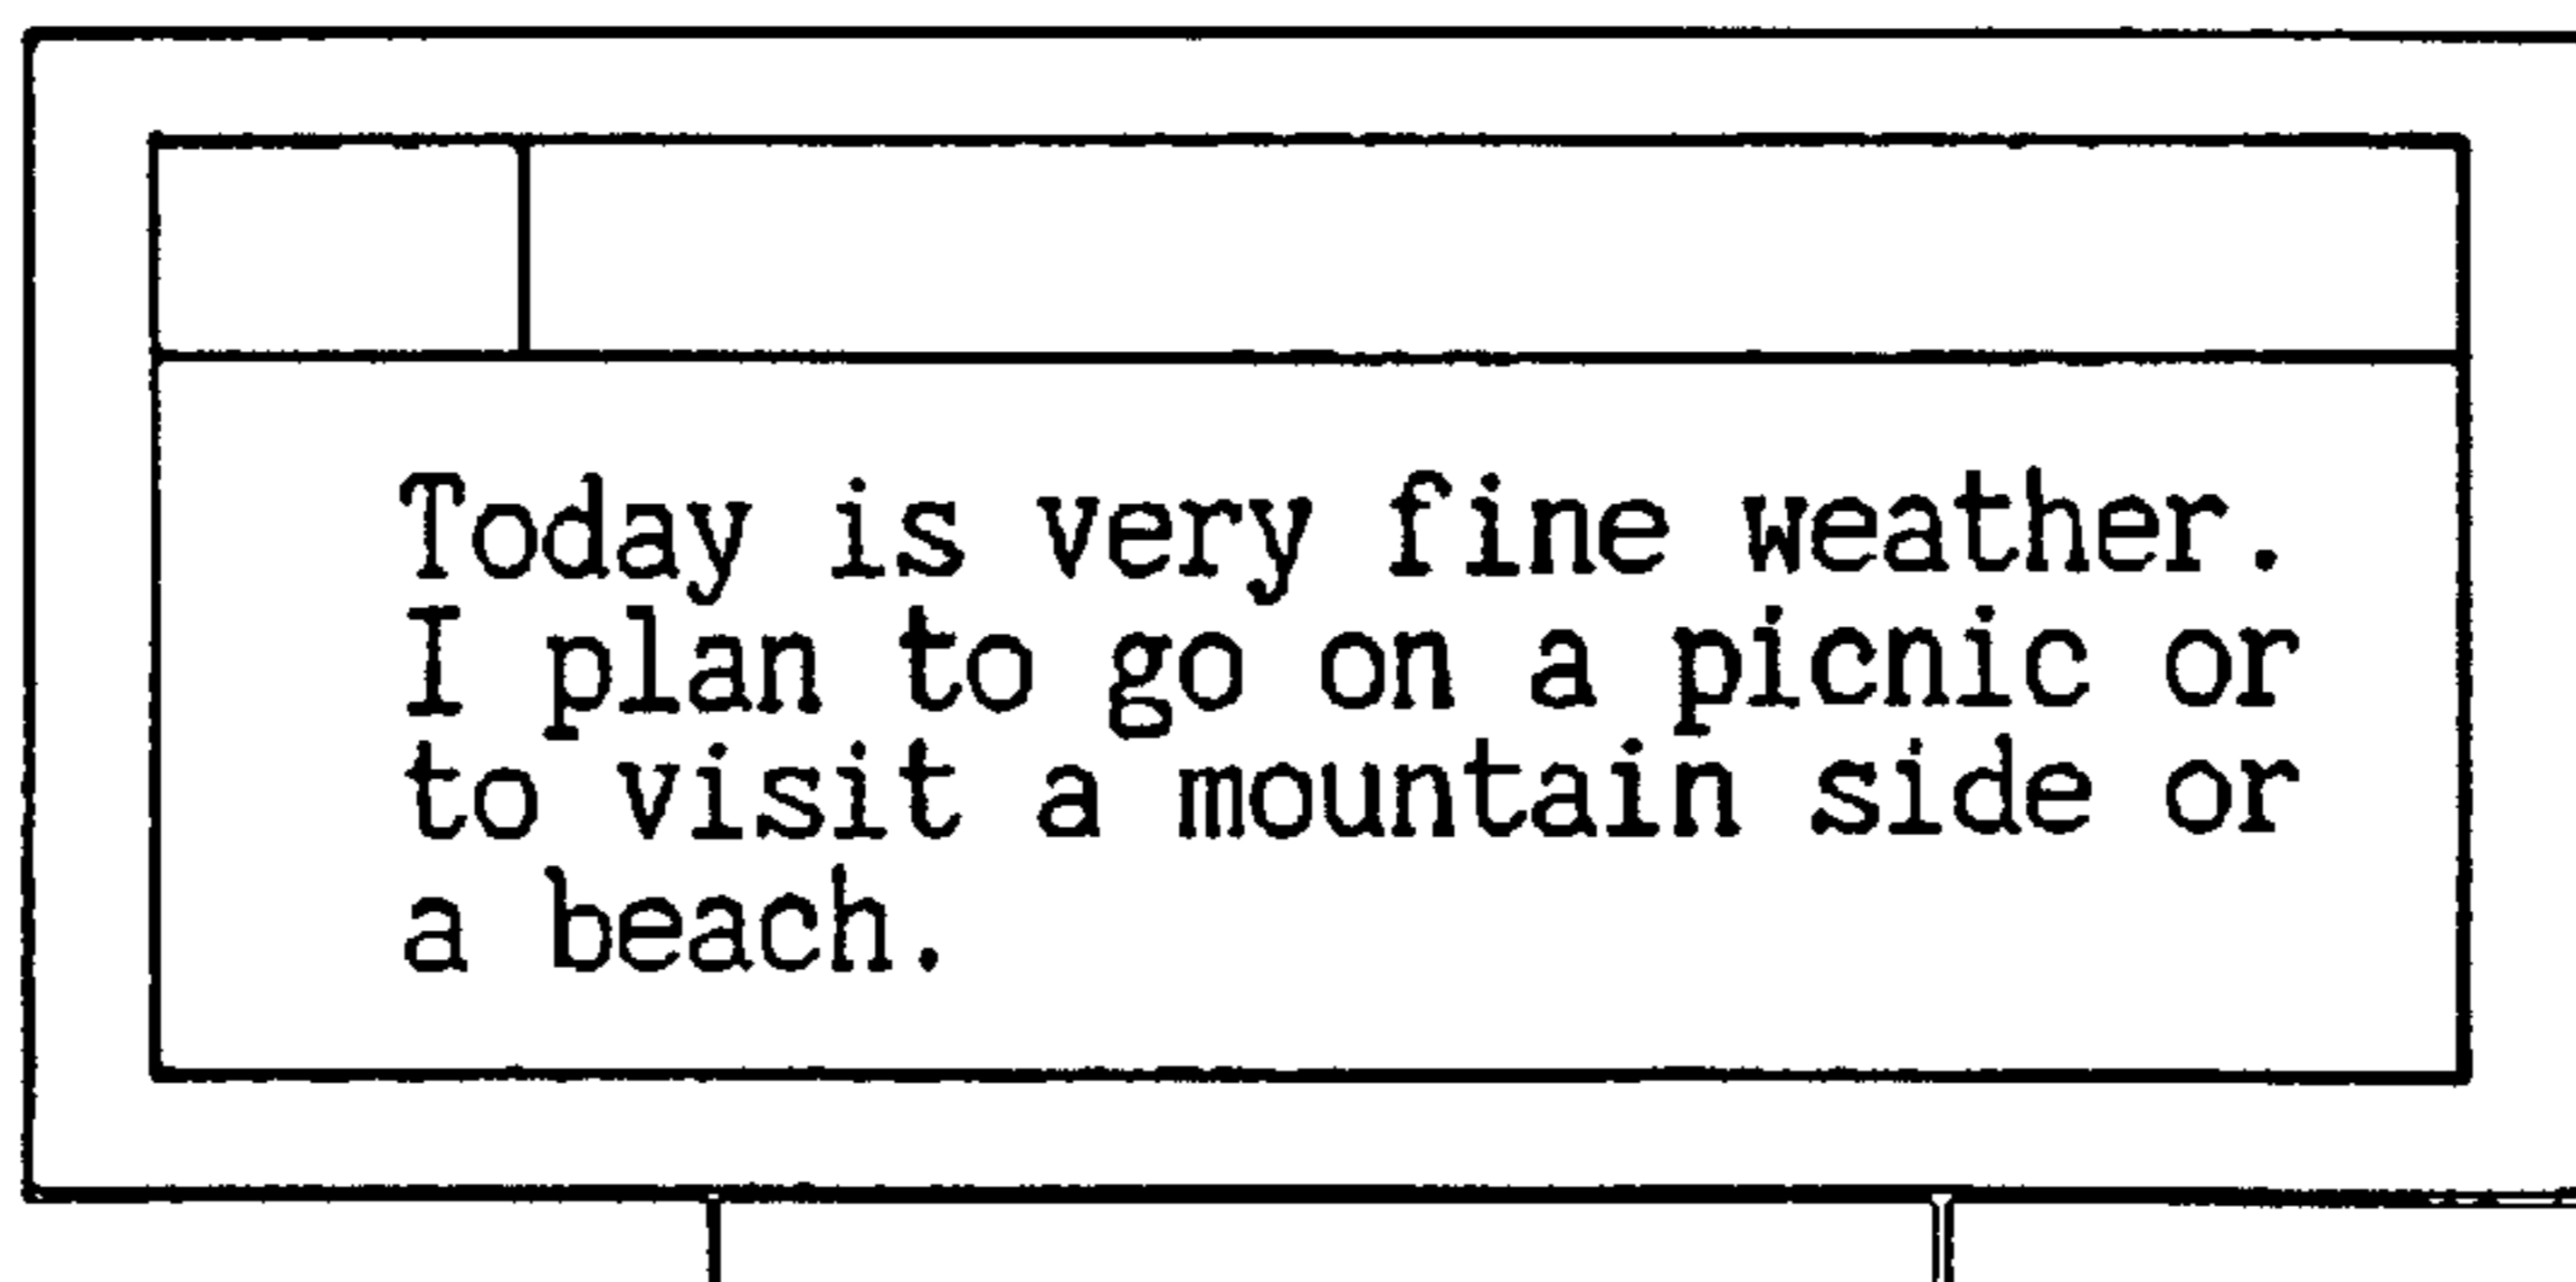 Today is very fine weather.
I plan to go on a picnic or
to visit a mountain side or
a beach.